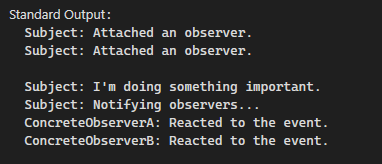 Standard Output:
Subject: Attached an observer.
Subject: Attached an observer.
Subject: I'm doing something important.
Subject: Notifying observers...
ConcreteObserverA: Reacted to the event.
ConcreteObserverB: Reacted to the event.